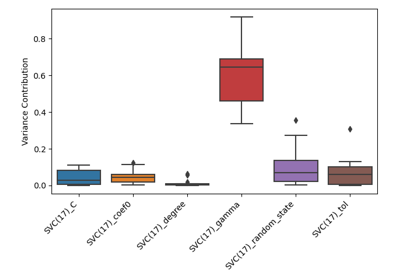 Variance Contribution
0.8
0.6
0.4
0.2
0.0
SVC(17)_C
SVC(17)_coef0
SVC(17)_degree
SVC(17)_gamma
SVC(17)_random_state
SVC(17)_tol